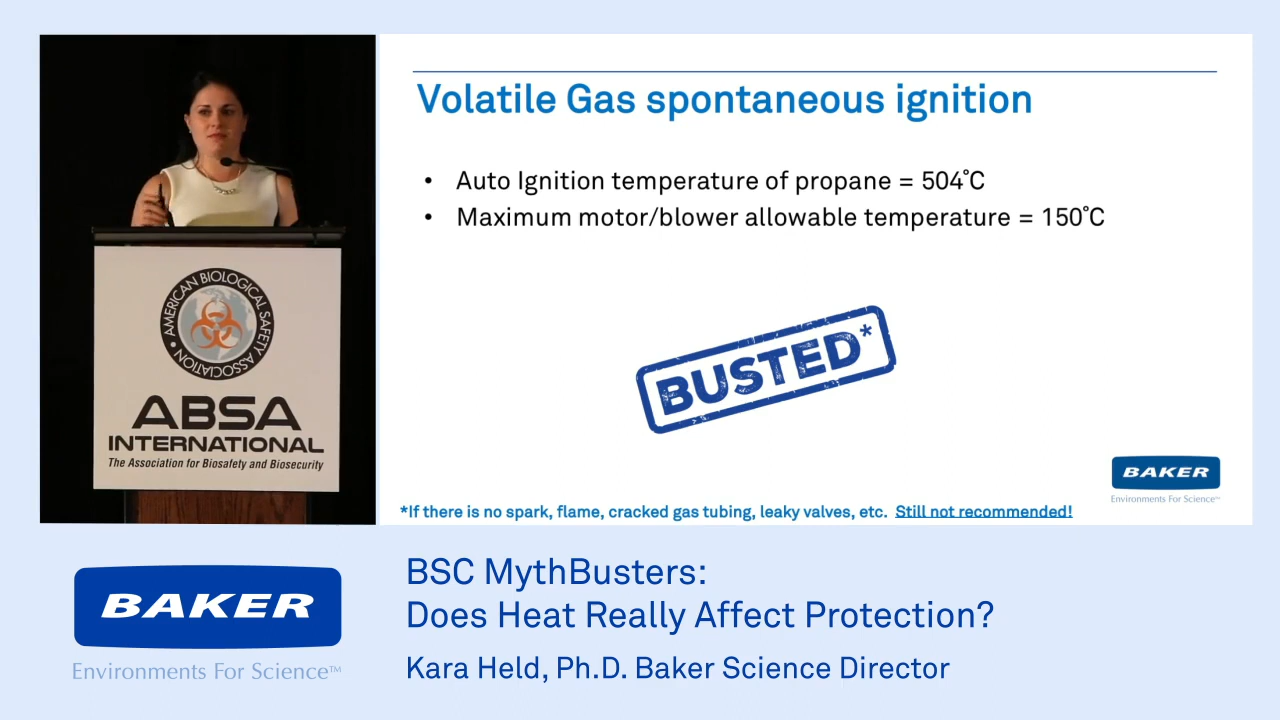 Volatile Gas spontaneous ignition
• Auto Ignition temperature of propane = 504°C
• Maximum motor/blower allowable temperature = 150°C
BUSTED*
BAKER
Environments For Science™
*If there is no spark, flame, cracked gas tubing, leaky valves, etc. Still not recommended!
AMERICAN BIOLOGICAL SAFETY ASSOCIATION •
ABSA
INTERNATIONAL
The Association for Biosafety and Biosecurity
BAKER
Environments For Science™
BSC MythBusters:
Does Heat Really Affect Protection?
Kara Held, Ph.D. Baker Science Director